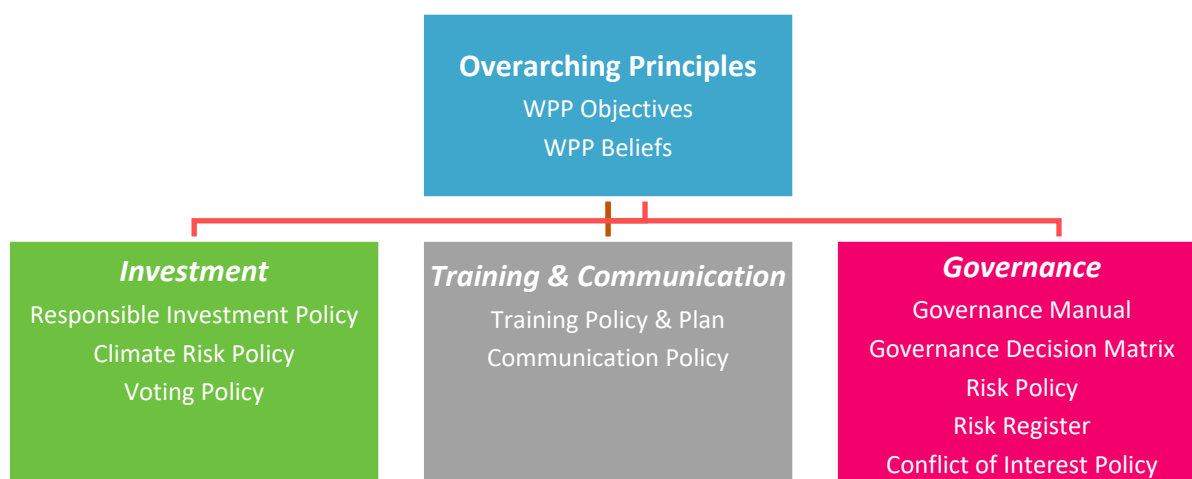 Overarching Principles
WPP Objectives
WPP Beliefs
Investment
Responsible Investment Policy
Climate Risk Policy
Voting Policy
Training & Communication
Training Policy & Plan
Communication Policy
Governance
Governance Manual
Governance Decision Matrix
Risk Policy
Risk Register
Conflict of Interest Policy